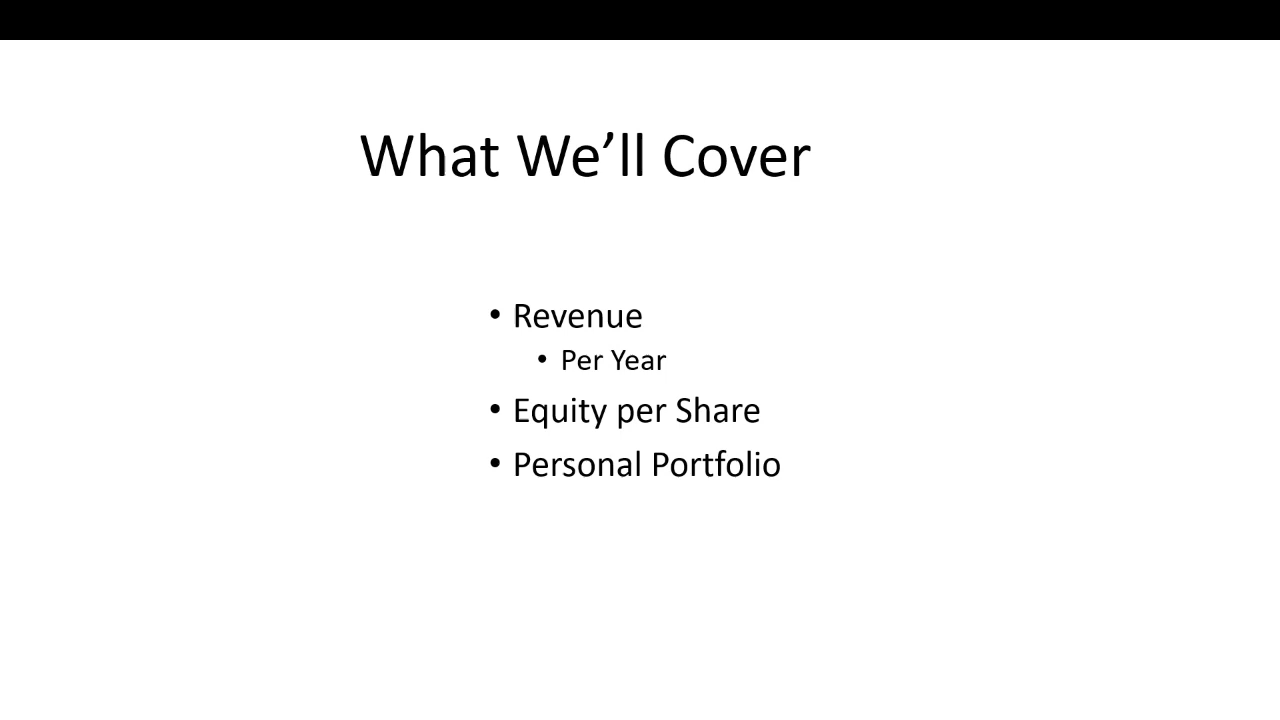 What We’ll Cover
• Revenue
• Per Year
• Equity per Share
• Personal Portfolio